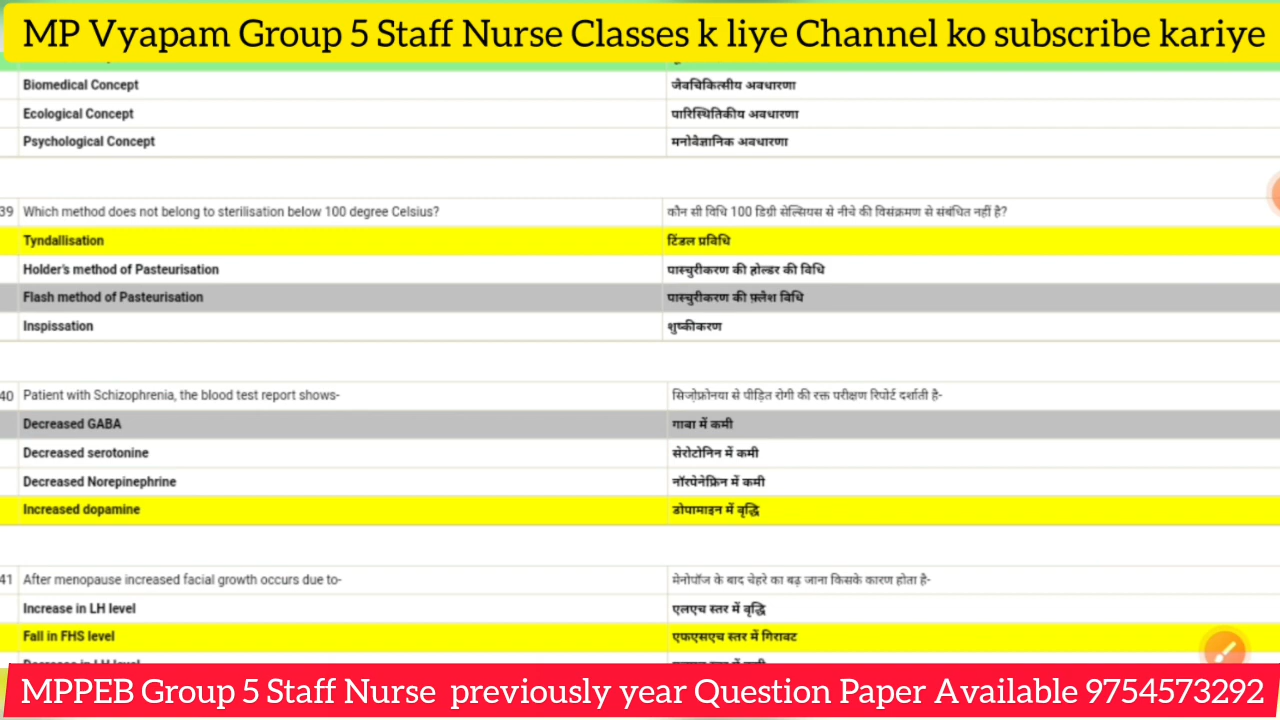 MP Vyapam Group 5 Staff Nurse Classes k liye Channel ko subscribe kariye
Biomedical Concept जैवचिकित्सीय अवधारणा
Ecological Concept पारिस्थितिकीय अवधारणा
Psychological Concept मनोवैज्ञानिक अवधारणा
39 Which method does not belong to sterilisation below 100 degree Celsius? कौन सी विधि 100 डिग्री सेल्सियस से नीचे की विसंक्रमण से संबंधित नहीं है?
Tyndallisation टिंडल प्रविधि
Holder's method of Pasteurisation पास्चुरीकरण की होल्डर की विधि
Flash method of Pasteurisation पास्चुरीकरण की फ़्लैश विधि
Inspissation शुष्कीकरण
40 Patient with Schizophrenia, the blood test report shows- सिजो़फ्रोनया से पीड़ित रोगी की रक्त परीक्षण रिपोर्ट दर्शाती है-
Decreased GABA गाबा में कमी
Decreased serotonine सेरोटोनिन में कमी
Decreased Norepinephrine नॉरपेनेफ्रिन में कमी
Increased dopamine डोपामाइन में वृद्धि
41 After menopause increased facial growth occurs due to- मेनोपॉज के बाद चेहरे का बढ़ जाना किसके कारण होता है-
Increase in LH level एलएच स्तर में वृद्धि
Fall in FHS level एफएसएच स्तर में गिरावट
MPPEB Group 5 Staff Nurse previously year Question Paper Available 9754573292